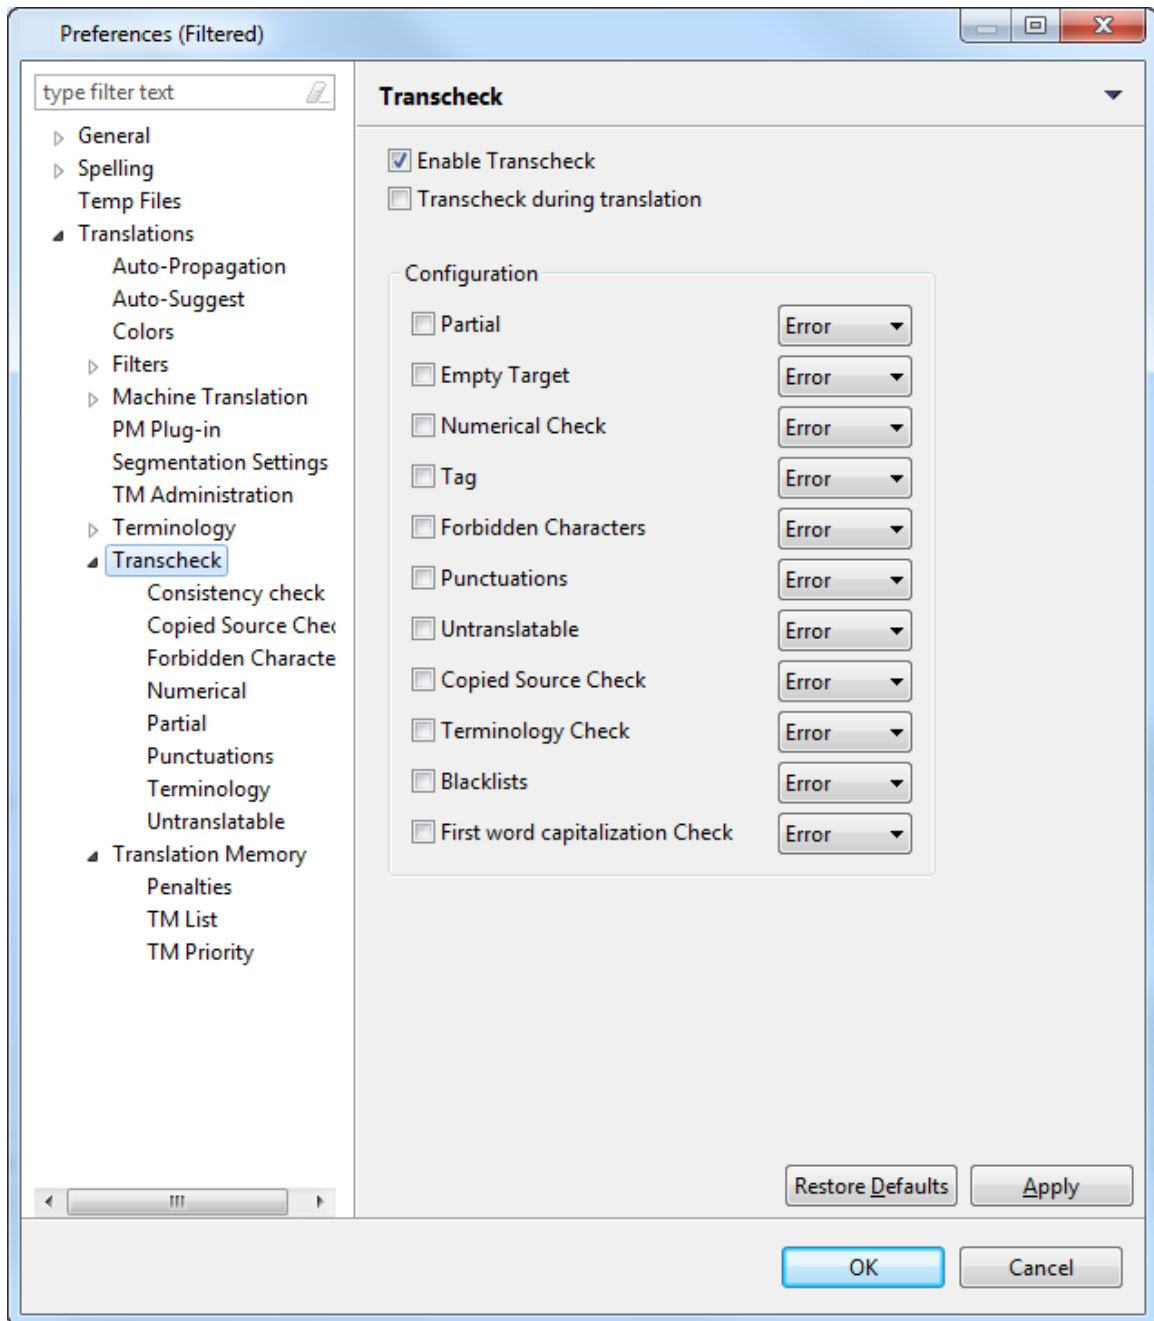 Preferences (Filtered)
type filter text
General
Spelling
Temp Files
Translations
Auto-Propagation
Auto-Suggest
Colors
Filters
Machine Translation
PM Plug-in
Segmentation Settings
TM Administration
Terminology
Transcheck
Consistency check
Copied Source Chec
Forbidden Characte
Numerical
Partial
Punctuations
Terminology
Untranslatable
Translation Memory
Penalties
TM List
TM Priority
Transcheck
Enable Transcheck
Transcheck during translation
Configuration
Partial Error
Empty Target Error
Numerical Check Error
Tag Error
Forbidden Characters Error
Punctuations Error
Untranslatable Error
Copied Source Check Error
Terminology Check Error
Blacklists Error
First word capitalization Check Error
Restore Defaults Apply
OK Cancel